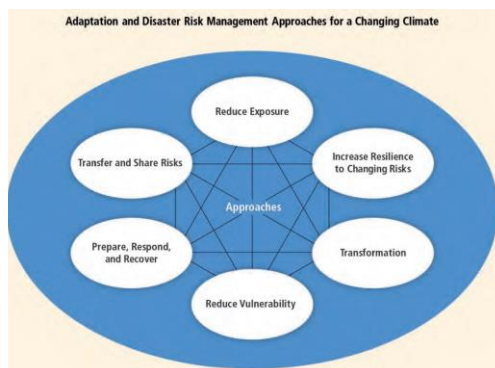 Adaptation and Disaster Risk Management Approaches for a Changing Climate
Reduce Exposure
Transfer and Share Risks
Increase Resilience
to Changing Risks
Approaches
Prepare, Respond,
and Recover
Transformation
Reduce Vulnerability